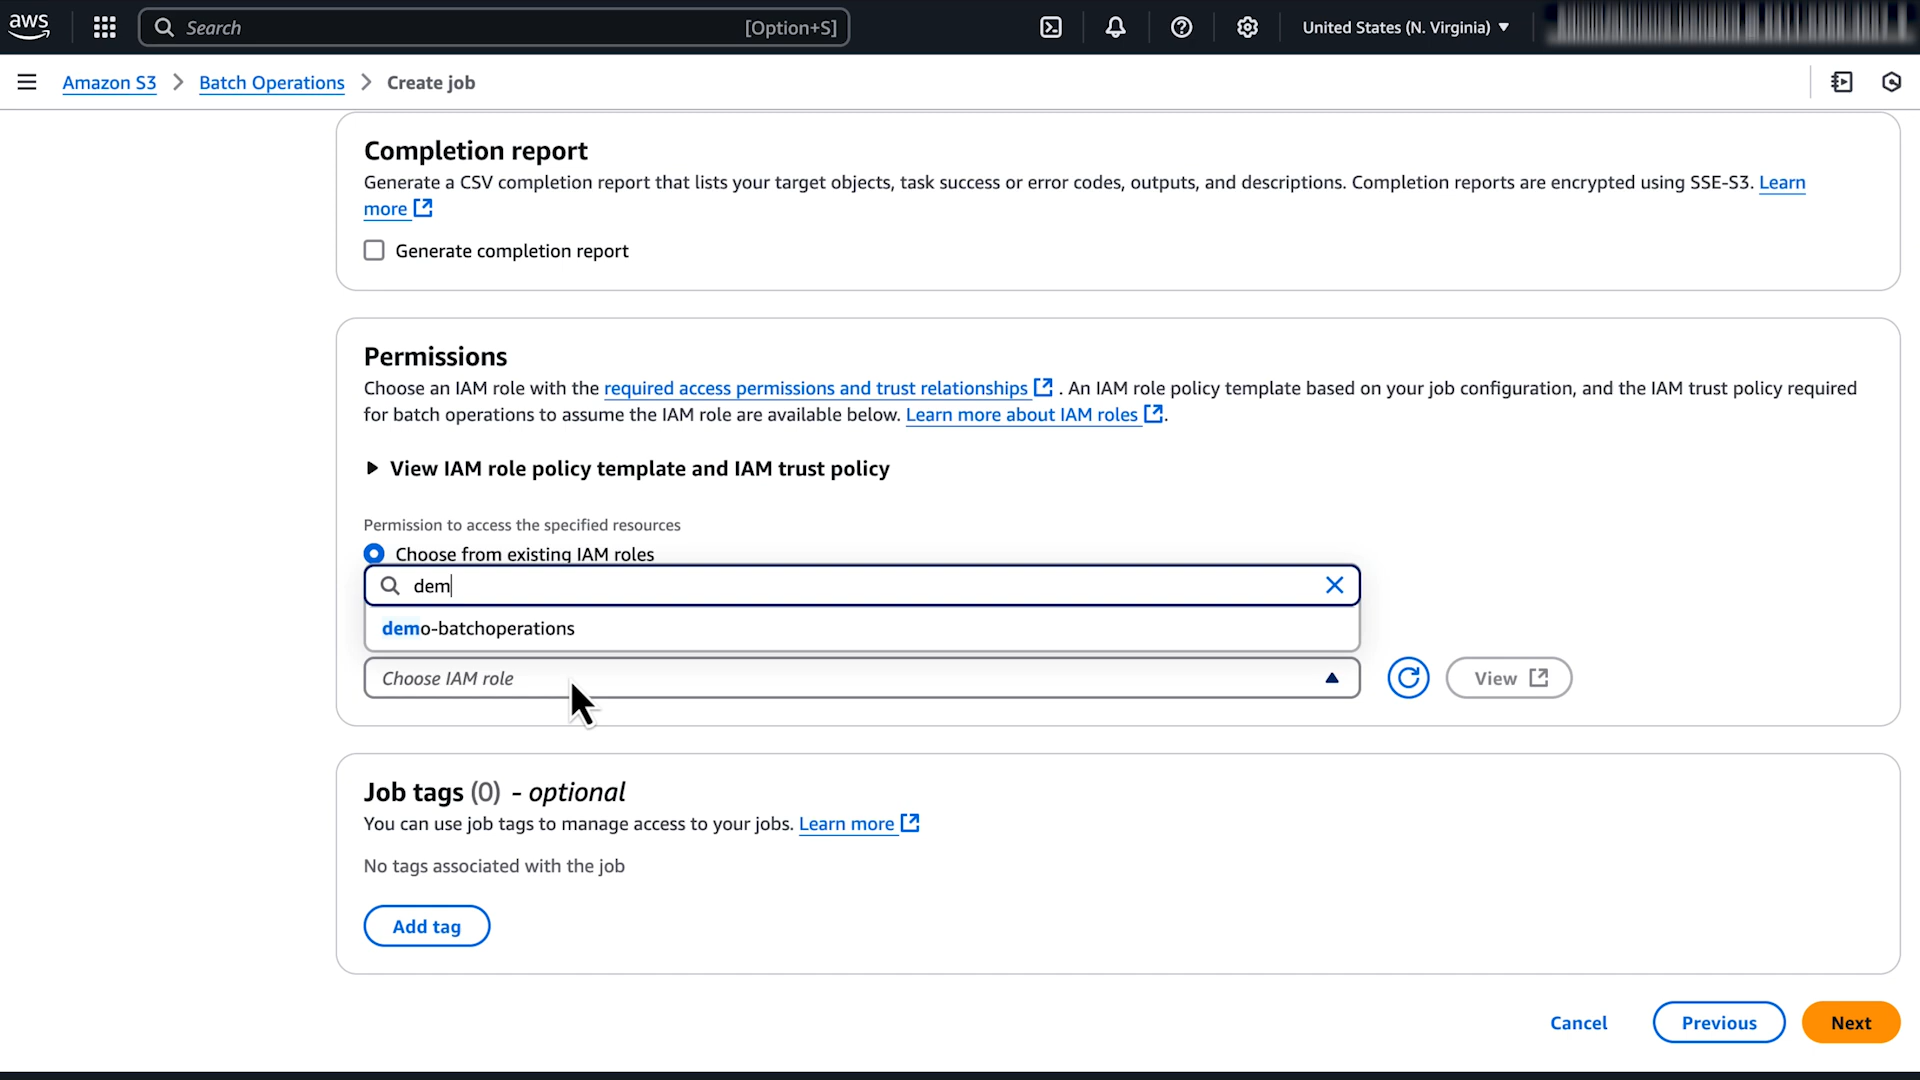 aws
Search [Option+S]
United States (N. Virginia)
Amazon S3
Batch Operations
Create job
Completion report
Generate a CSV completion report that lists your target objects, task success or error codes, outputs, and descriptions. Completion reports are encrypted using SSE-S3. Learn
more
Generate completion report
Permissions
Choose an IAM role with the required access permissions and trust relationships . An IAM role policy template based on your job configuration, and the IAM trust policy required
for batch operations to assume the IAM role are available below. Learn more about IAM roles .
View IAM role policy template and IAM trust policy
Permission to access the specified resources
Choose from existing IAM roles
dem
demo-batchoperations
Choose IAM role
View
Job tags (0) - optional
You can use job tags to manage access to your jobs. Learn more
No tags associated with the job
Add tag
Cancel
Previous
Next